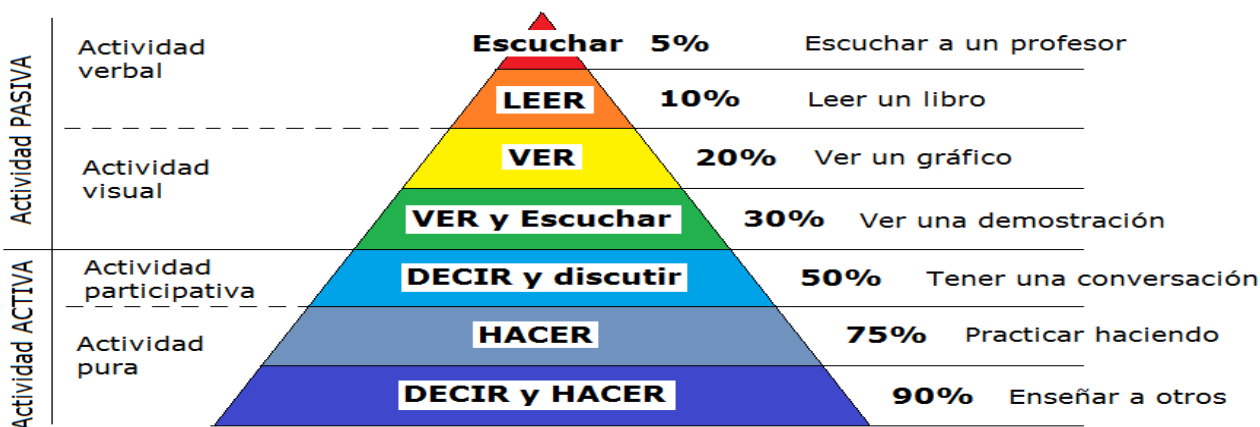 Actividad PASIVA
Actividad
verbal
Escuchar 5% Escuchar a un profesor
LEER 10% Leer un libro
Actividad
visual
VER 20% Ver un gráfico
VER y Escuchar 30% Ver una demostración
Actividad ACTIVA
Actividad
participativa
DECIR y discutir 50% Tener una conversación
Actividad
pura
HACER 75% Practicar haciendo
DECIR y HACER 90% Enseñar a otros